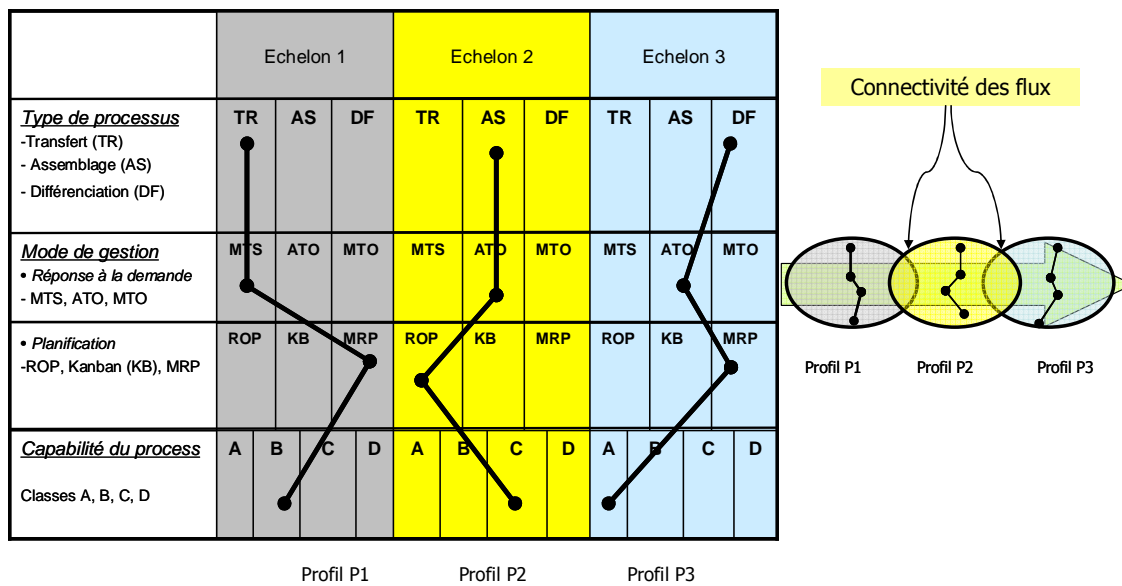 Echelon 1 Echelon 2 Echelon 3
Type de processus
-Transfert (TR)
- Assemblage (AS)
- Différenciation (DF)
TR AS DF TR AS DF TR AS DF
Mode de gestion
• Réponse à la demande
- MTS, ATO, MTO
MTS ATO MTO MTS ATO MTO MTS ATO MTO
• Planification
-ROP, Kanban (KB), MRP
ROP KB MRP ROP KB MRP ROP KB MRP
Capabilité du process
Classes A, B, C, D
A B C D A B C D A B C D
Profil P1 Profil P2 Profil P3
Connectivité des flux
Profil P1 Profil P2 Profil P3